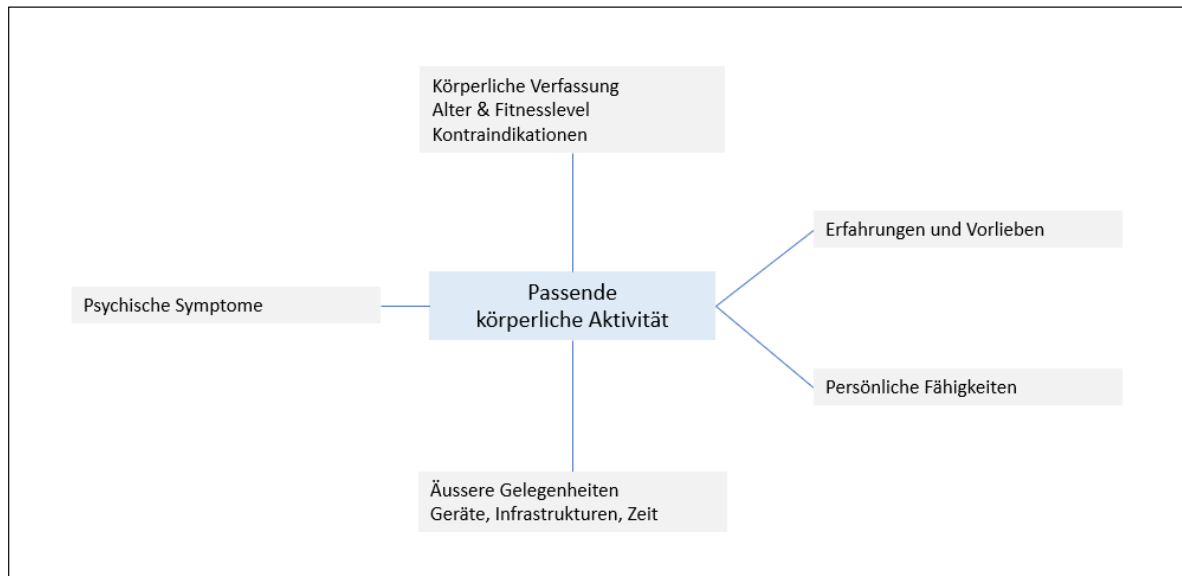 Körperliche Verfassung
Alter & Fitnesslevel
Kontraindikationen
Erfahrungen und Vorlieben
Psychische Symptome
Passende
körperliche Aktivität
Persönliche Fähigkeiten
Äussere Gelegenheiten
Geräte, Infrastrukturen, Zeit